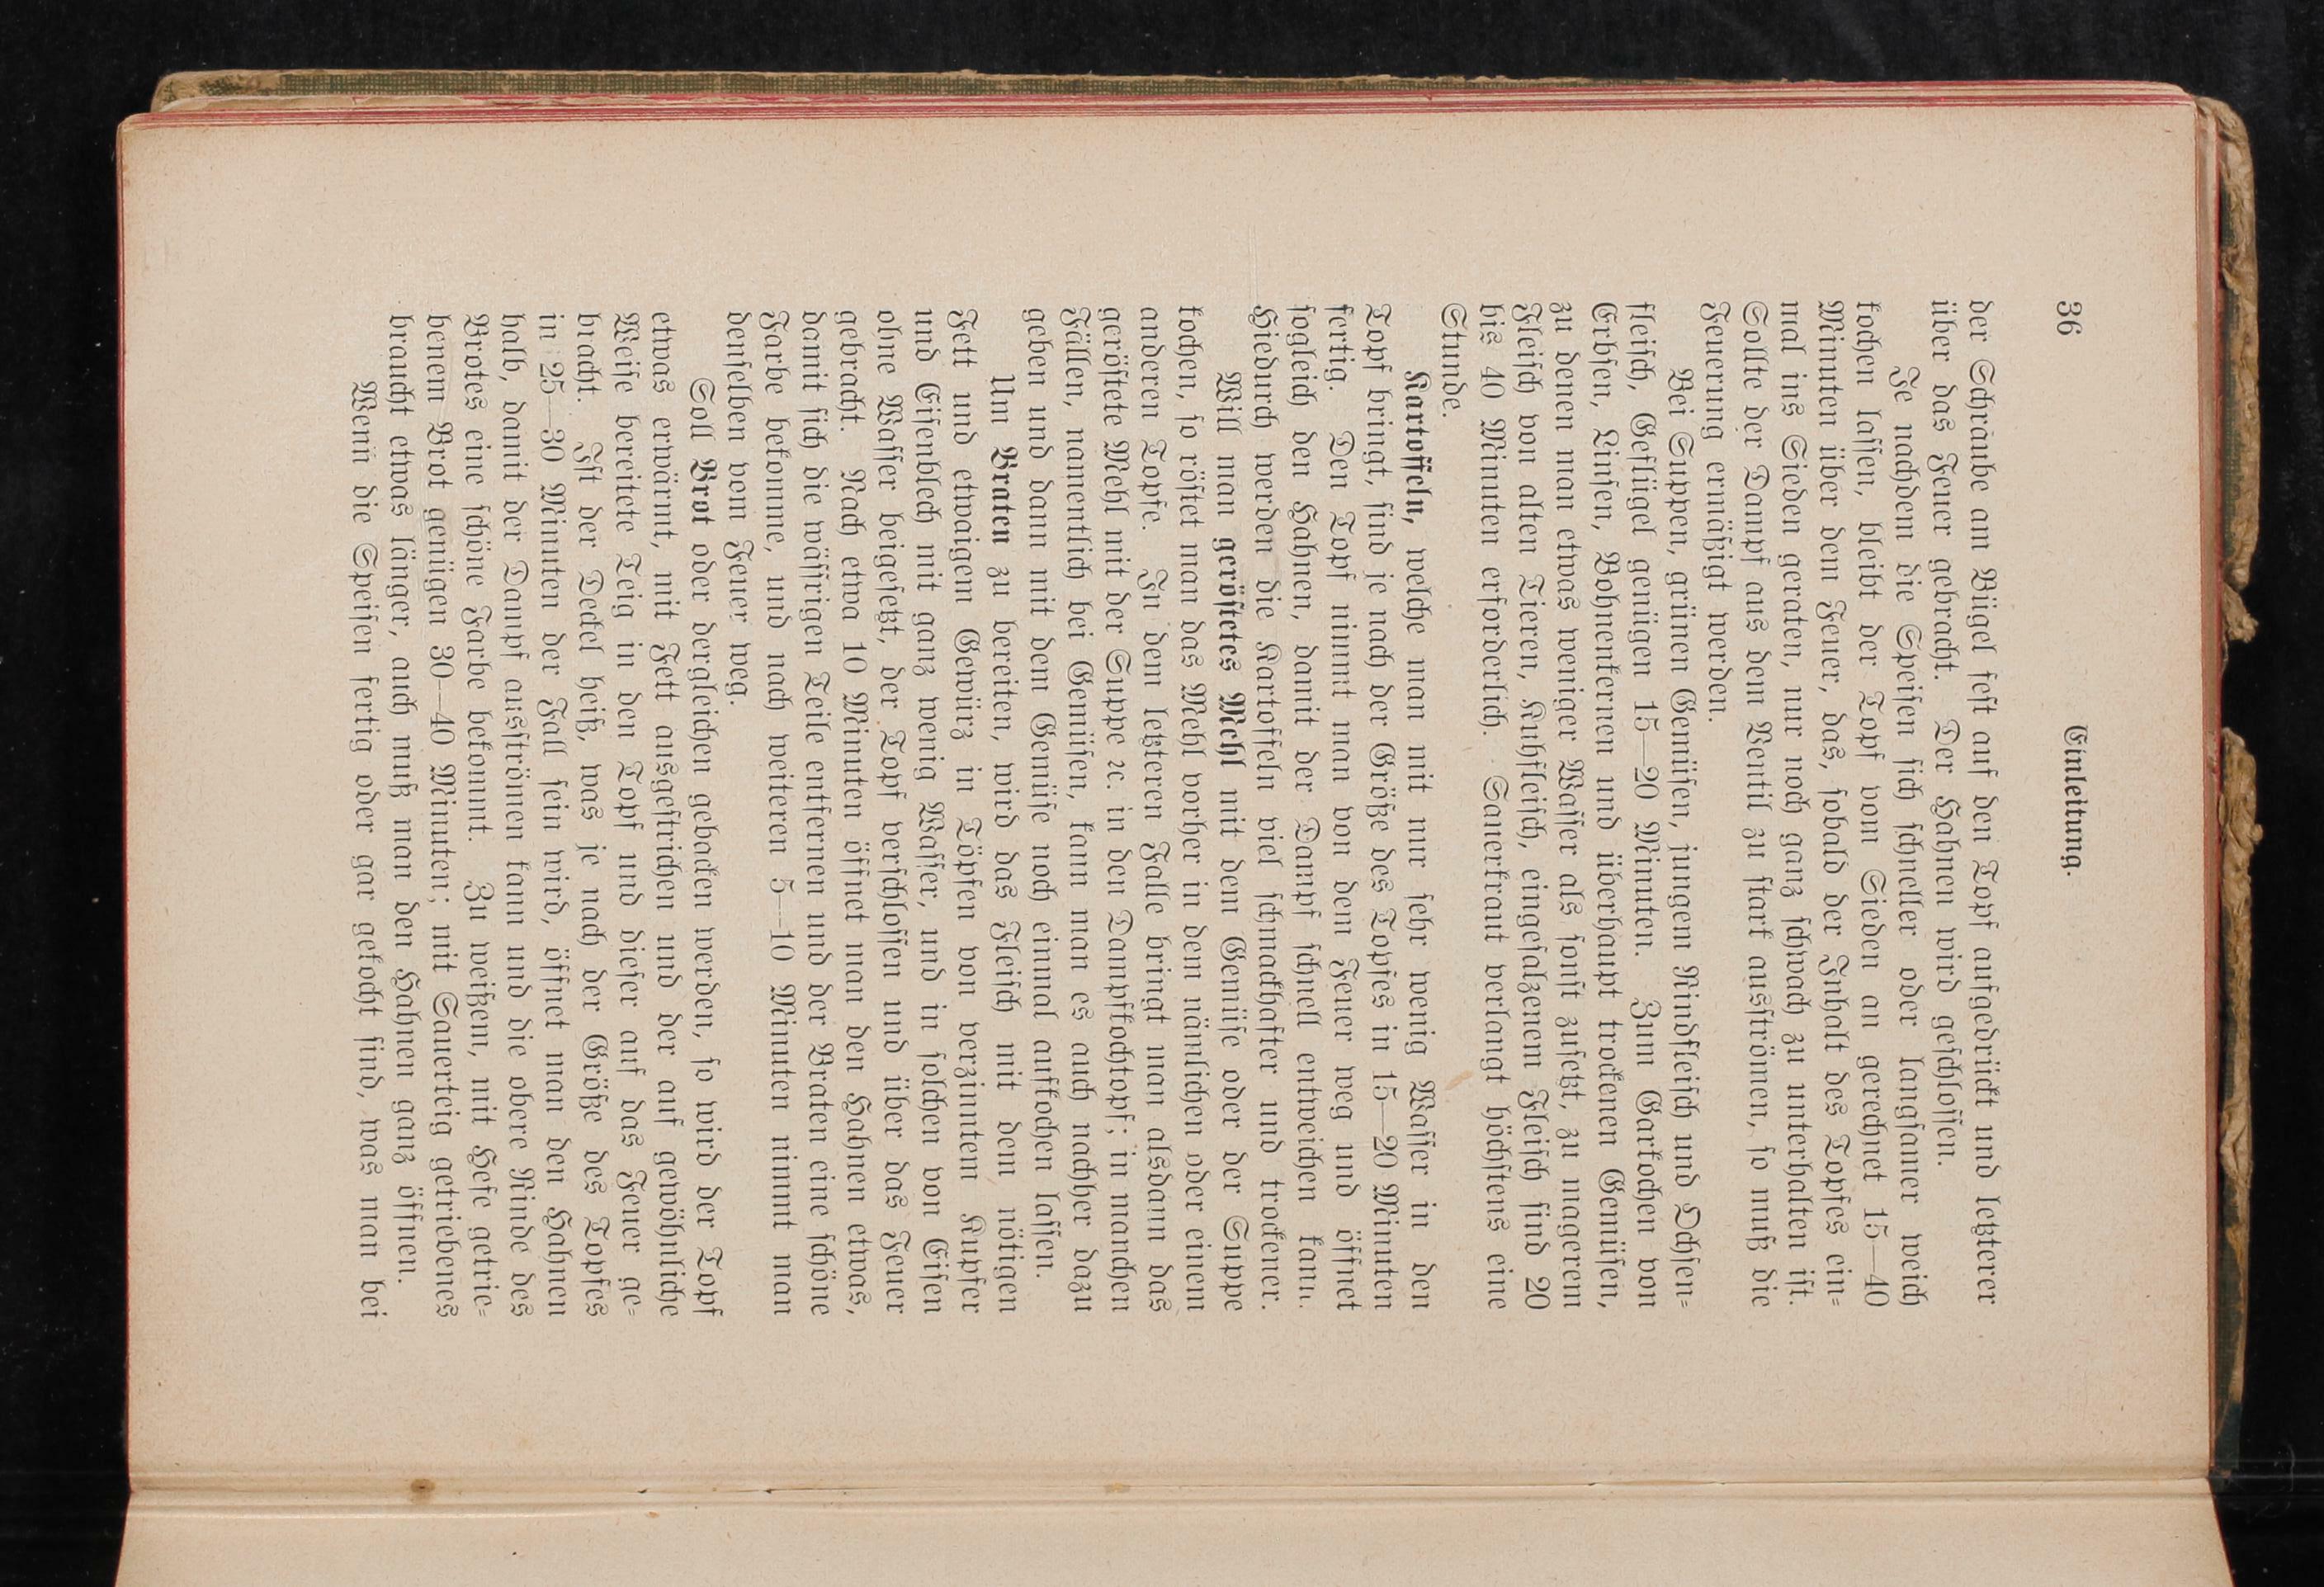 36
Einleitung.
der Schraube am Bügel fest auf den Topf aufgedrückt und letzterer
über das Feuer gebracht. Der Hahnen wird geschlossen.
Je nachdem die Speisen sich schneller oder langsamer weich
kochen lassen, bleibt der Topf vom Sieden an gerechnet 15—40
Minuten über dem Feuer, das, sobald der Inhalt des Topfes ein-
mal ins Sieden geraten, nur noch ganz schwach zu unterhalten ist.
Sollte der Dampf aus dem Ventil zu stark ausströmen, so muß die
Feuerung ermäßigt werden.
Bei Suppen, grünen Gemüsen, jungem Rindfleisch und Ochsen-
fleisch, Geflügel genügen 15—20 Minuten. Zum Garkochen von
Erbsen, Linsen, Bohnenkernen und überhaupt trockenen Gemüsen,
zu denen man etwas weniger Wasser als sonst zusetzt, zu magerem
Fleisch von alten Tieren, Kuhfleisch, eingesalzenem Fleisch sind 20
bis 40 Minuten erforderlich. Sauerkraut verlangt höchstens eine
Stunde.
Kartoffeln, welche man mit nur sehr wenig Wasser in den
Topf bringt, sind je nach der Größe des Topfes in 15—20 Minuten
fertig. Den Topf nimmt man von dem Feuer weg und öffnet
sogleich den Hahnen, damit der Dampf schnell entweichen kann.
Hiedurch werden die Kartoffeln viel schmackhafter und trockener.
Will man geröstetes Mehl mit dem Gemüse oder der Suppe
kochen, so röstet man das Mehl vorher in dem nämlichen oder einem
anderen Topfe. In dem letzteren Falle bringt man alsdann das
geröstete Mehl mit der Suppe ꝛc. in den Dampfkochtopf; in manchen
Fällen, namentlich bei Gemüsen, kann man es auch nachher dazu
geben und dann mit dem Gemüse noch einmal aufkochen lassen.
Um Braten zu bereiten, wird das Fleisch mit dem nötigen
Fett und etwaigem Gewürz in Töpfen von verzinntem Kupfer
und Eisenblech mit ganz wenig Wasser, und in solchen von Eisen
ohne Wasser beigesetzt, der Topf verschlossen und über das Feuer
gebracht. Nach etwa 10 Minuten öffnet man den Hahnen etwas,
damit sich die wässrigen Teile entfernen und der Braten eine schöne
Farbe bekomme, und nach weiteren 5—10 Minuten nimmt man
denselben vom Feuer weg.
Soll Brot oder dergleichen gebacken werden, so wird der Topf
etwas erwärmt, mit Fett ausgestrichen und der auf gewöhnliche
Weise bereitete Teig in den Topf und dieser auf das Feuer ge-
bracht. Ist der Deckel heiß, was je nach der Größe des Topfes
in 25—30 Minuten der Fall sein wird, öffnet man den Hahnen
halb, damit der Dampf ausströmen kann und die obere Rinde des
Brotes eine schöne Farbe bekommt. Zu weißem, mit Hefe getrie-
benem Brot genügen 30—40 Minuten; mit Sauerteig getriebenes
braucht etwas länger, auch muß man den Hahnen ganz öffnen.
Wenn die Speisen fertig oder gar gekocht sind, was man bei